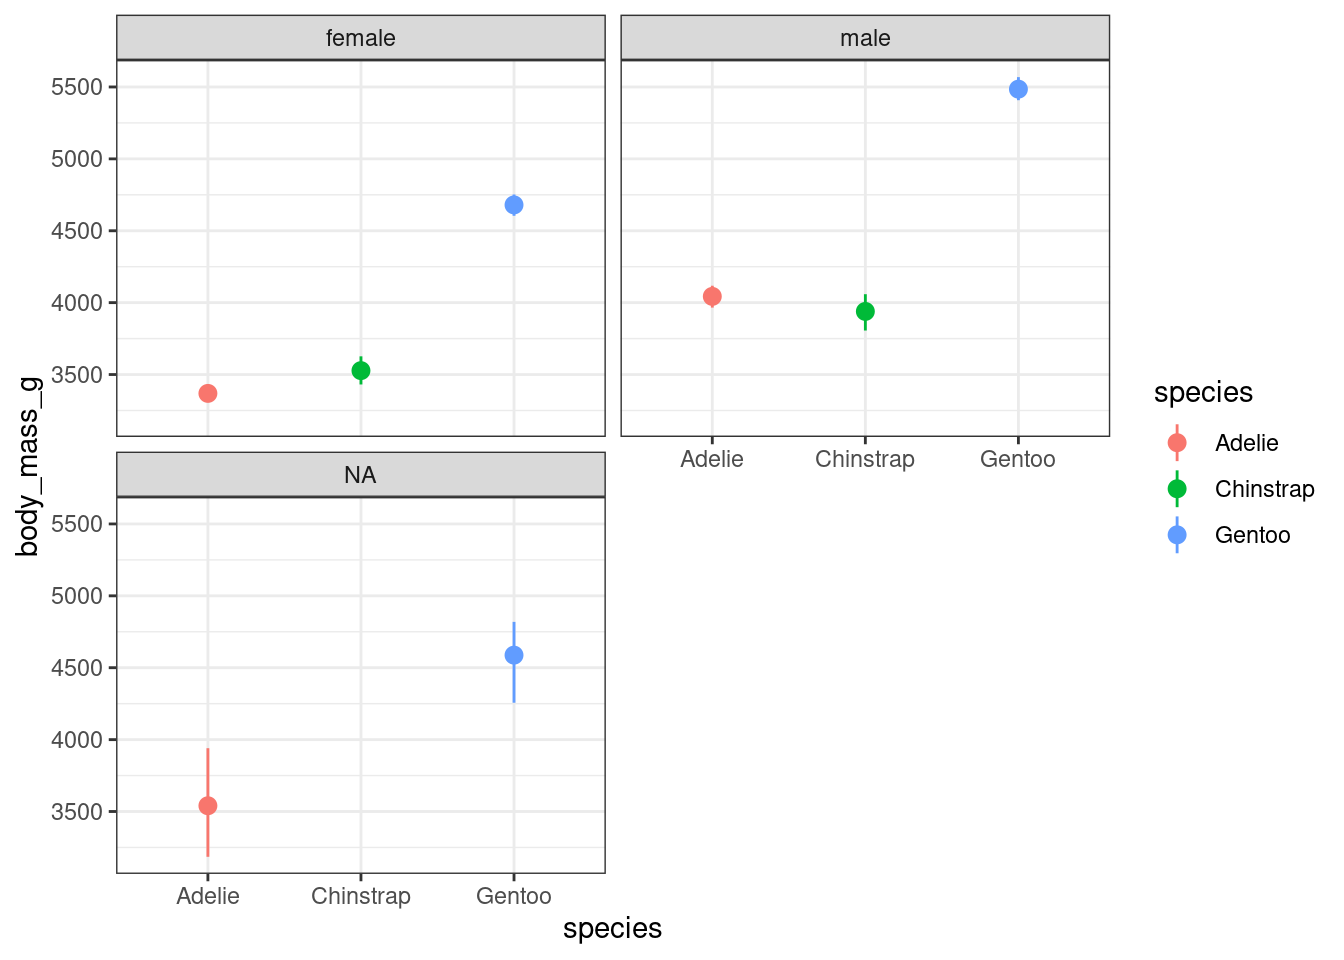 female
male
5500
5000
4500
4000
3500
Adelie
Chinstrap
Gentoo
NA
5500
5000
4500
4000
3500
Adelie
Chinstrap
Gentoo
species
body_mass_g
species
Adelie
Chinstrap
Gentoo